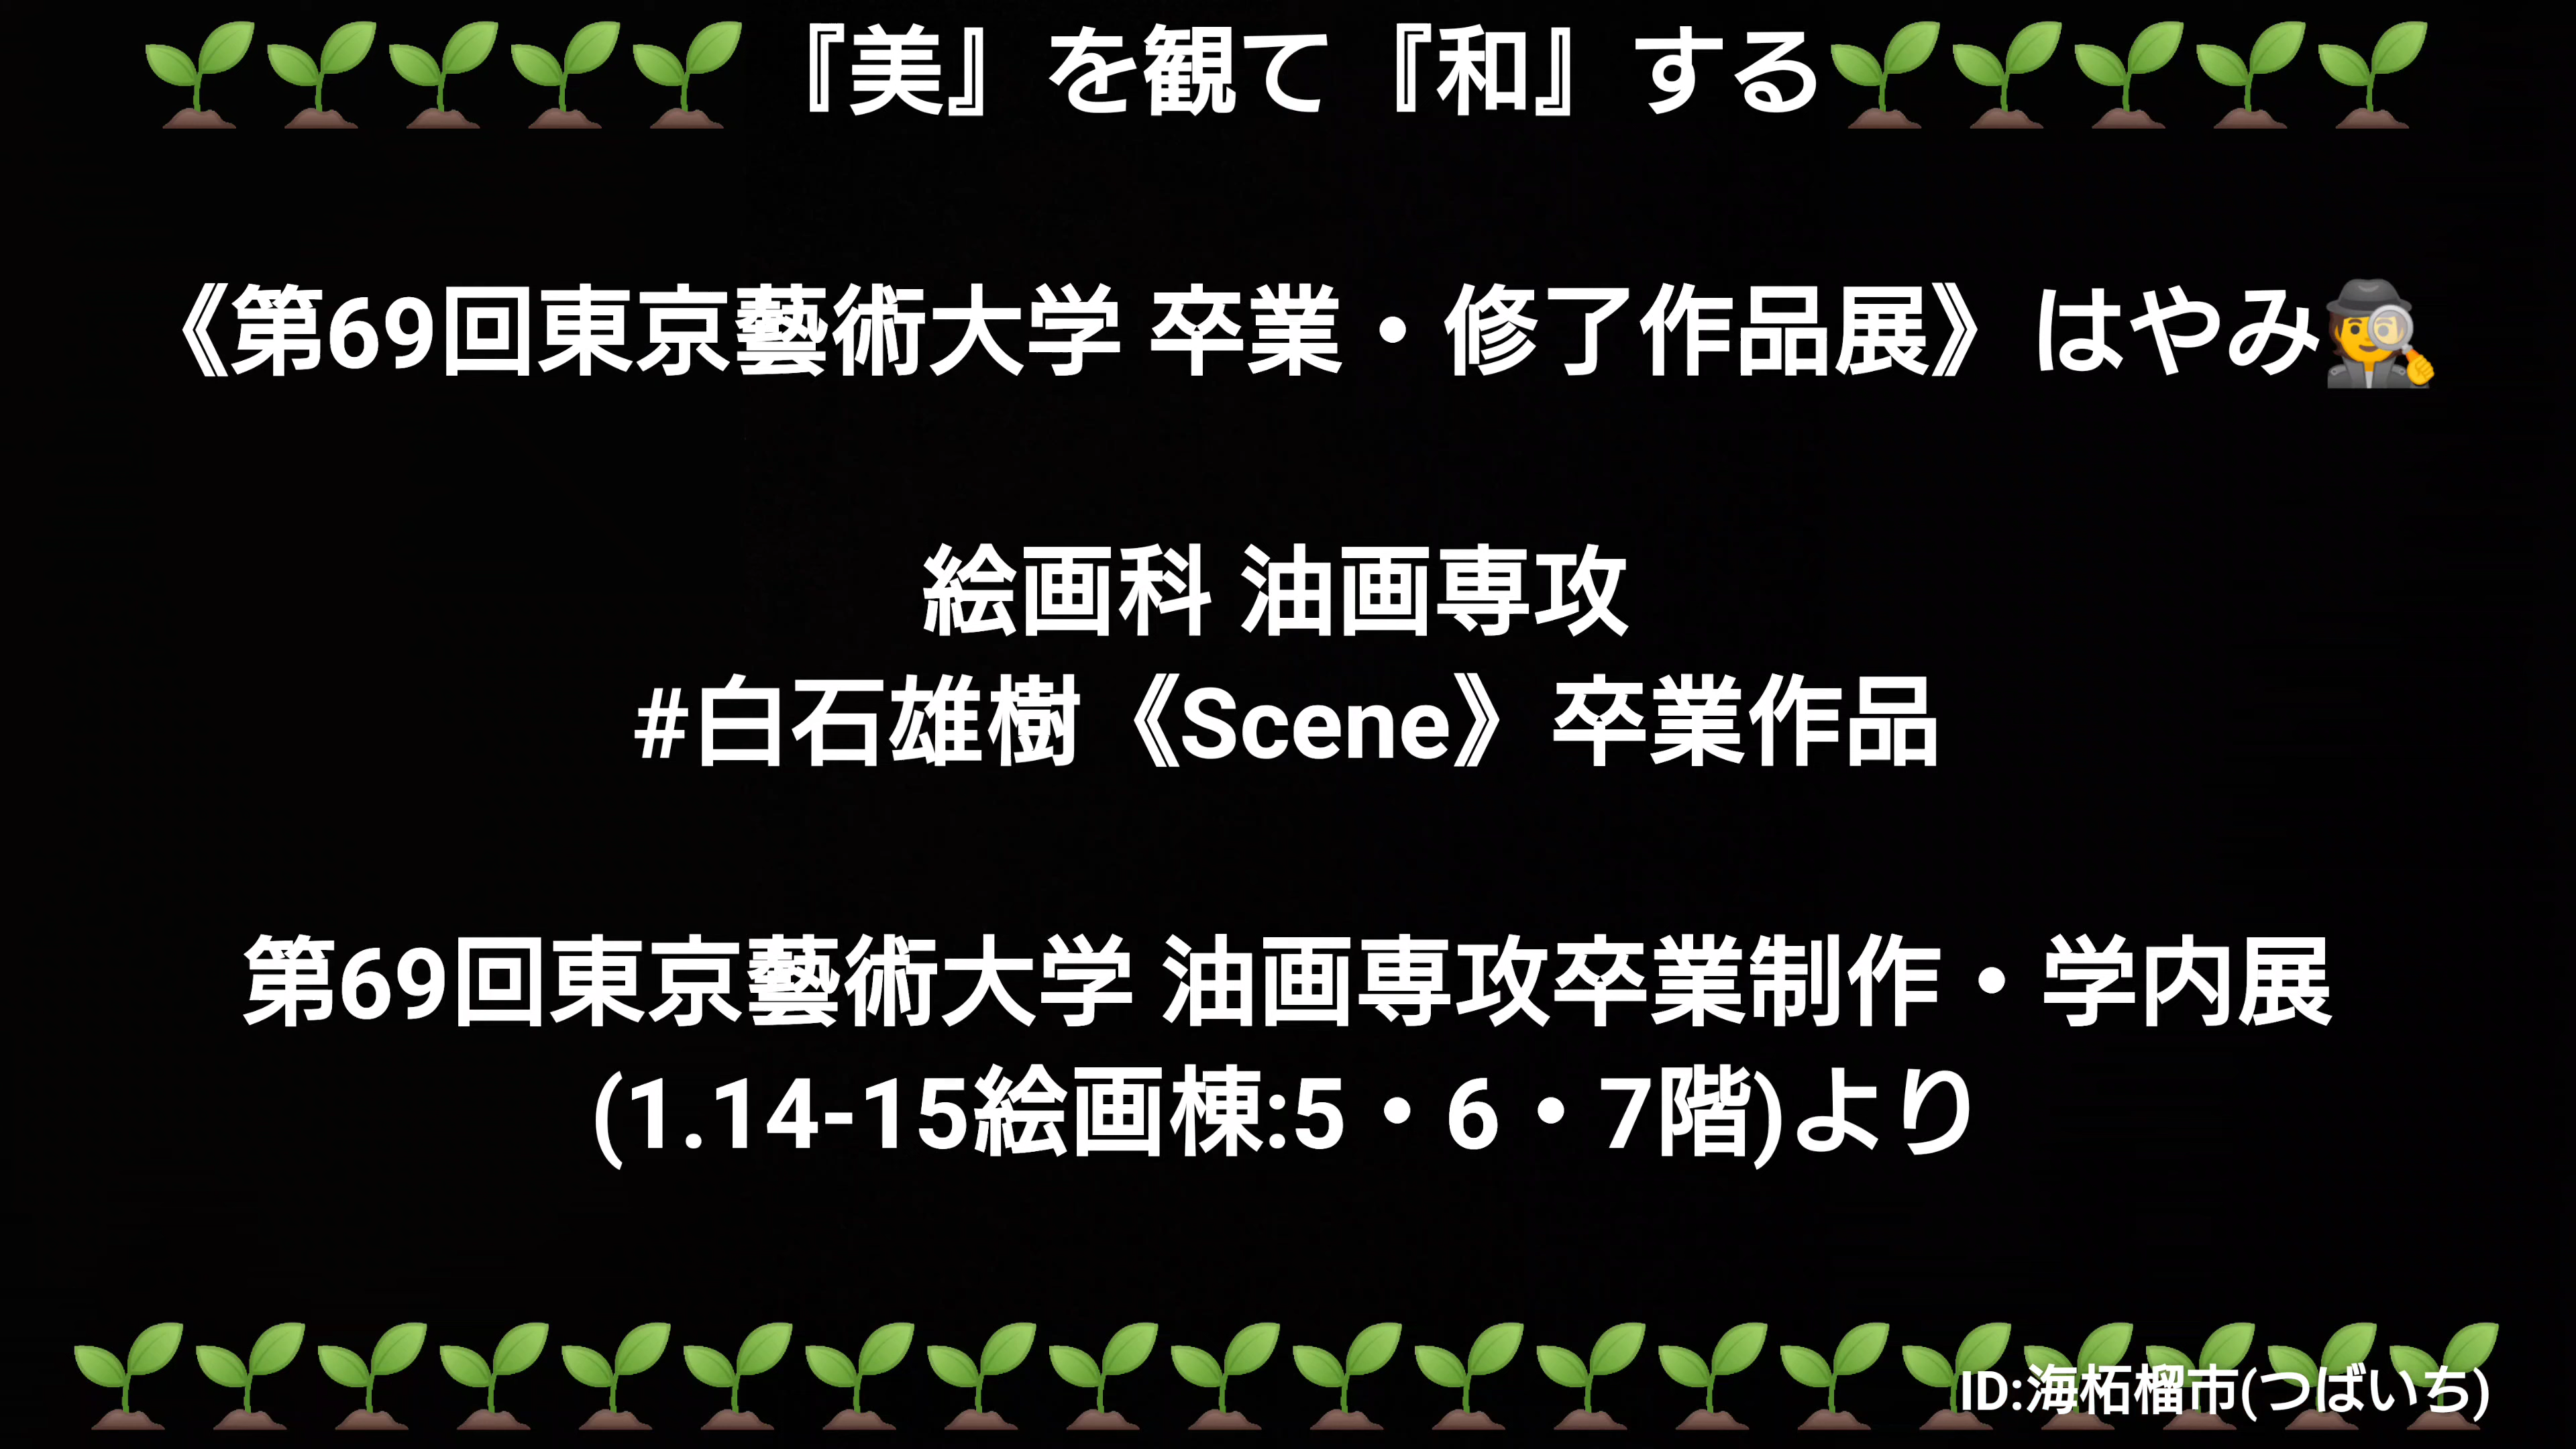 🌱🌱🌱🌱🌱『美』を観て『和』する🌱🌱🌱🌱🌱
《第69回東京藝術大学 卒業・修了作品展》はやみ🕵
絵画科 油画専攻
#白石雄樹《Scene》卒業作品
第69回東京藝術大学 油画専攻卒業制作・学内展
(1.14-15絵画棟:5・6・7階)より
🌱🌱🌱🌱🌱🌱🌱🌱🌱🌱🌱🌱🌱🌱🌱🌱🌱🌱🌱🌱
ID:海柘榴市(つばいち)